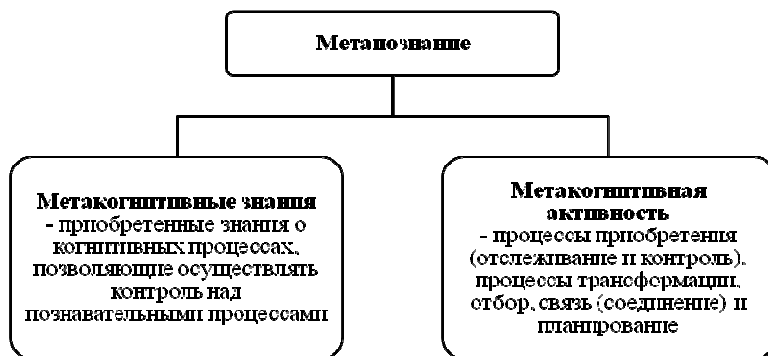 Метапознание
Метакогнитивные знания
- приобретенные знания о
когнитивных процессах,
позволяющие осуществлять
контроль над
познавательными процессами
Метакогнитивная
активность
- процессы приобретения
(отслеживание и контроль),
процессы трансформации,
отбор, связь (соединение) и
планирование